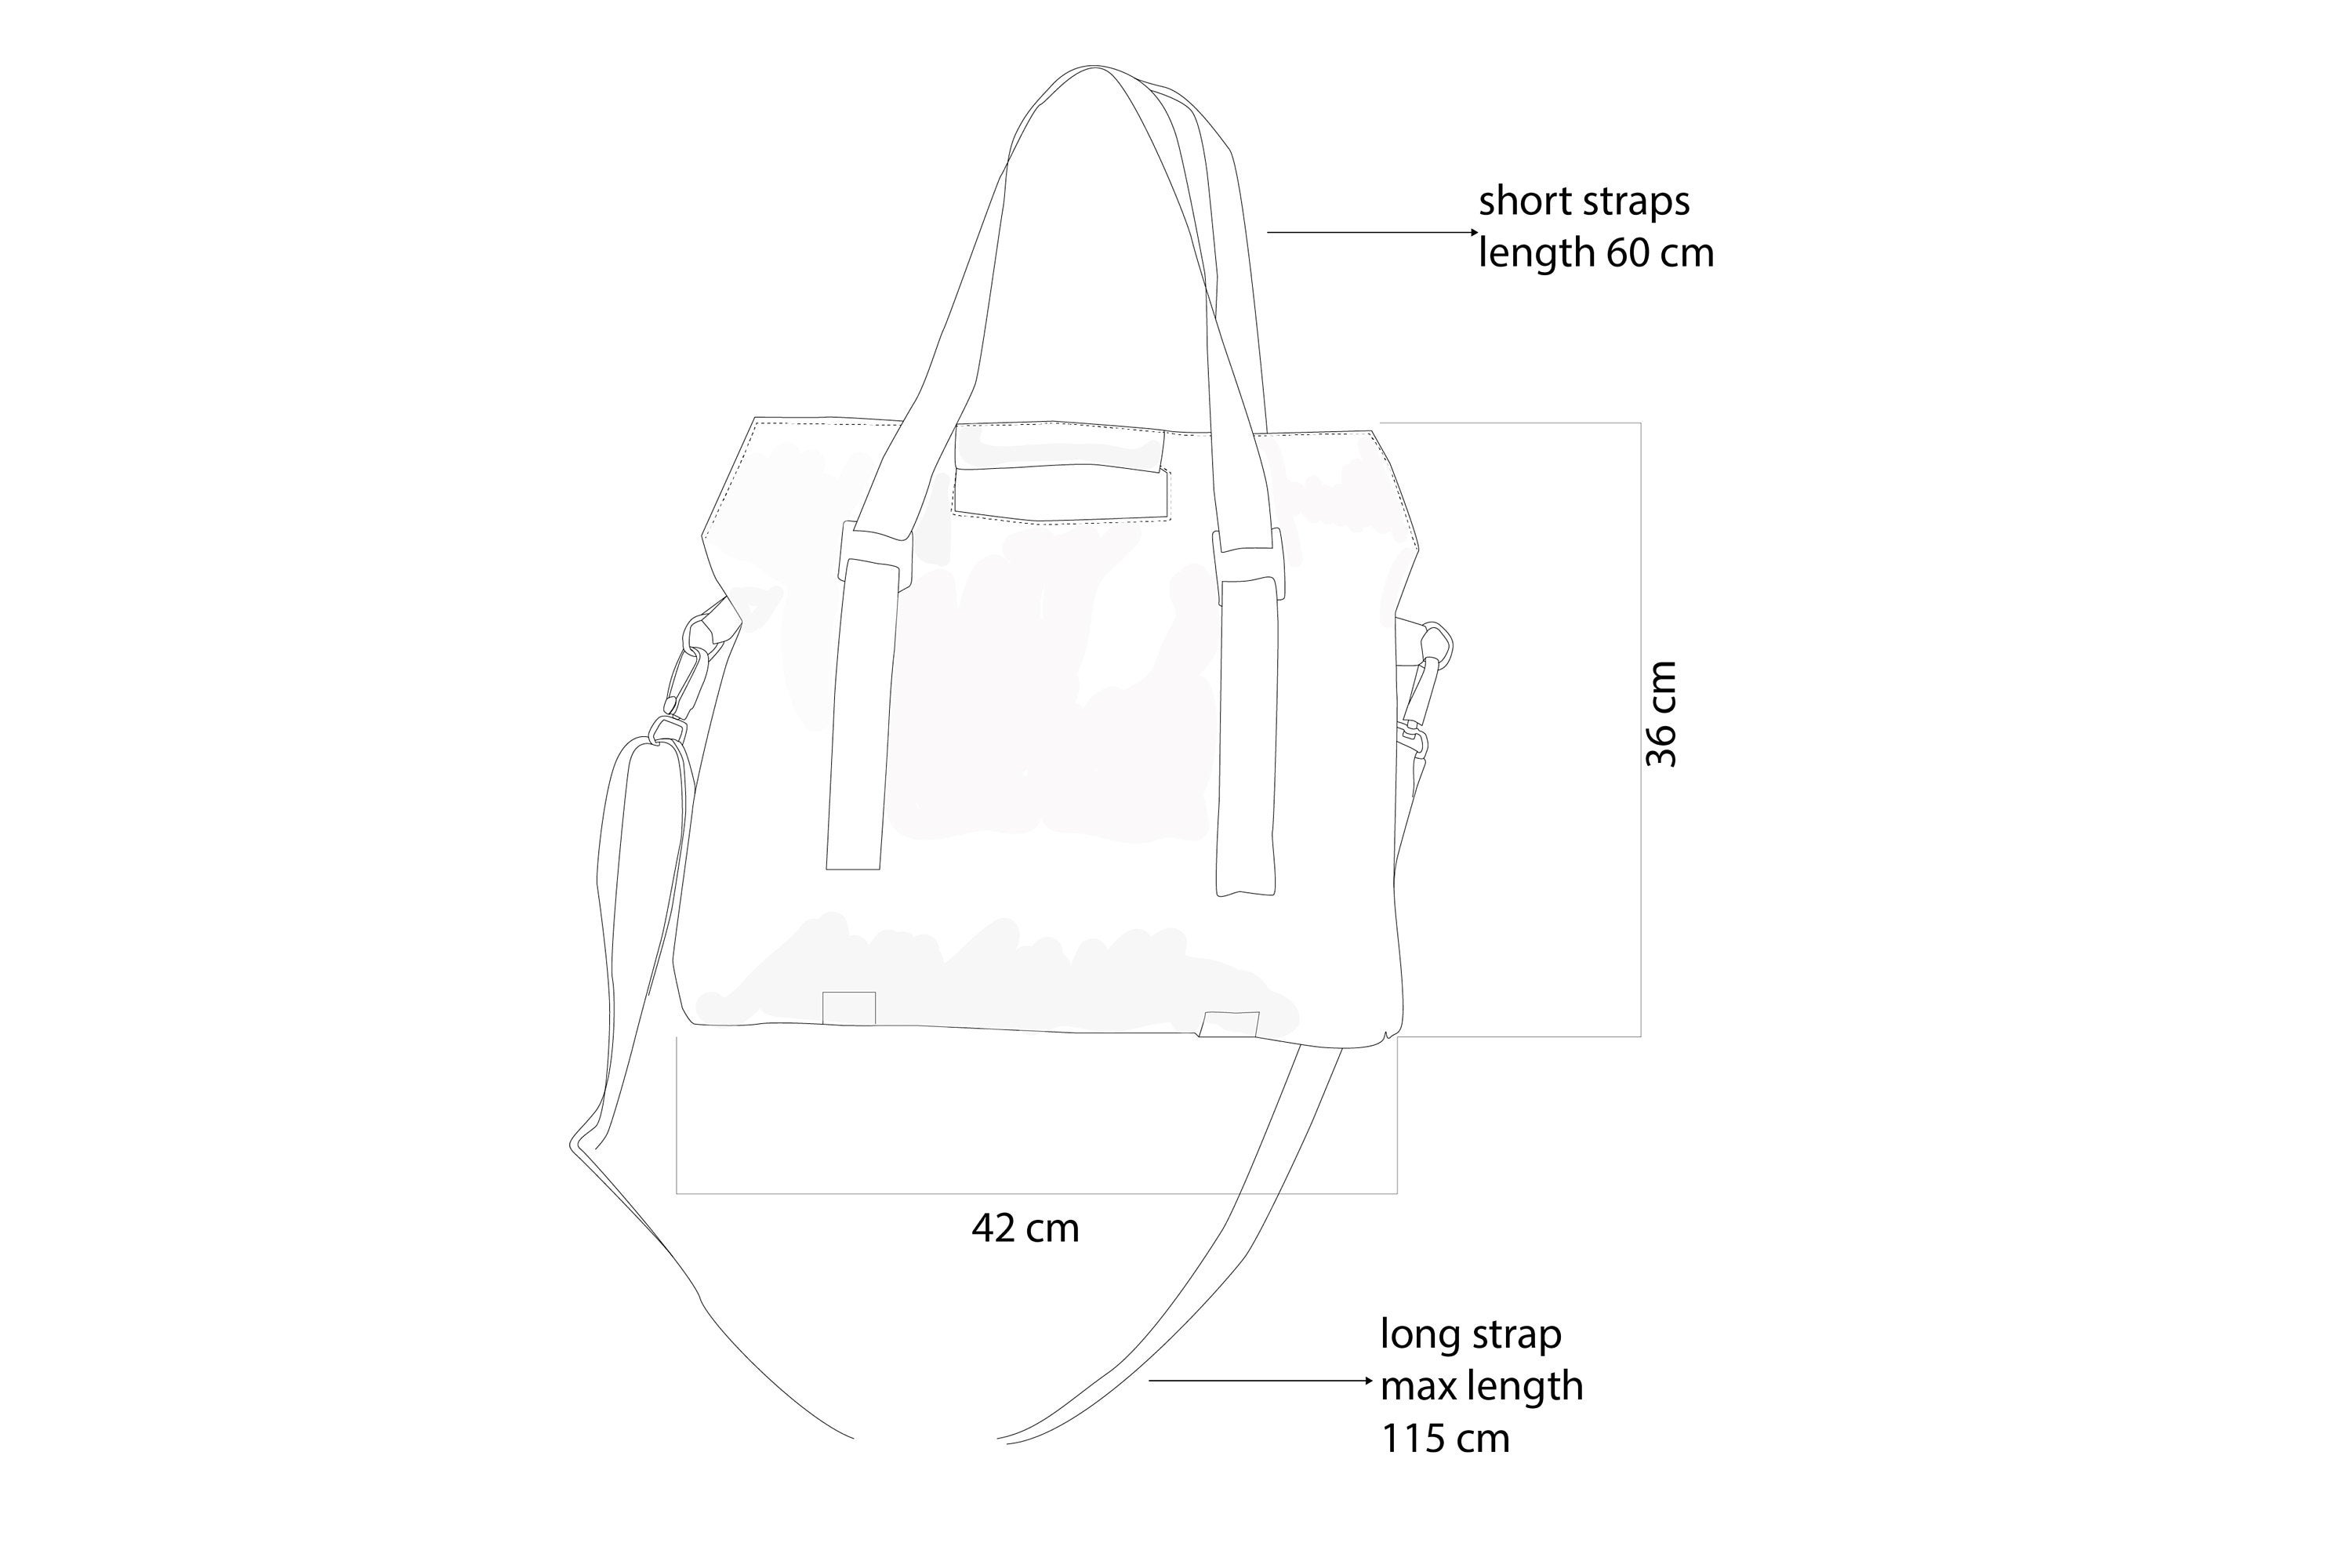 short straps
length 60 cm
36 cm
42 cm
long strap
max length
115 cm